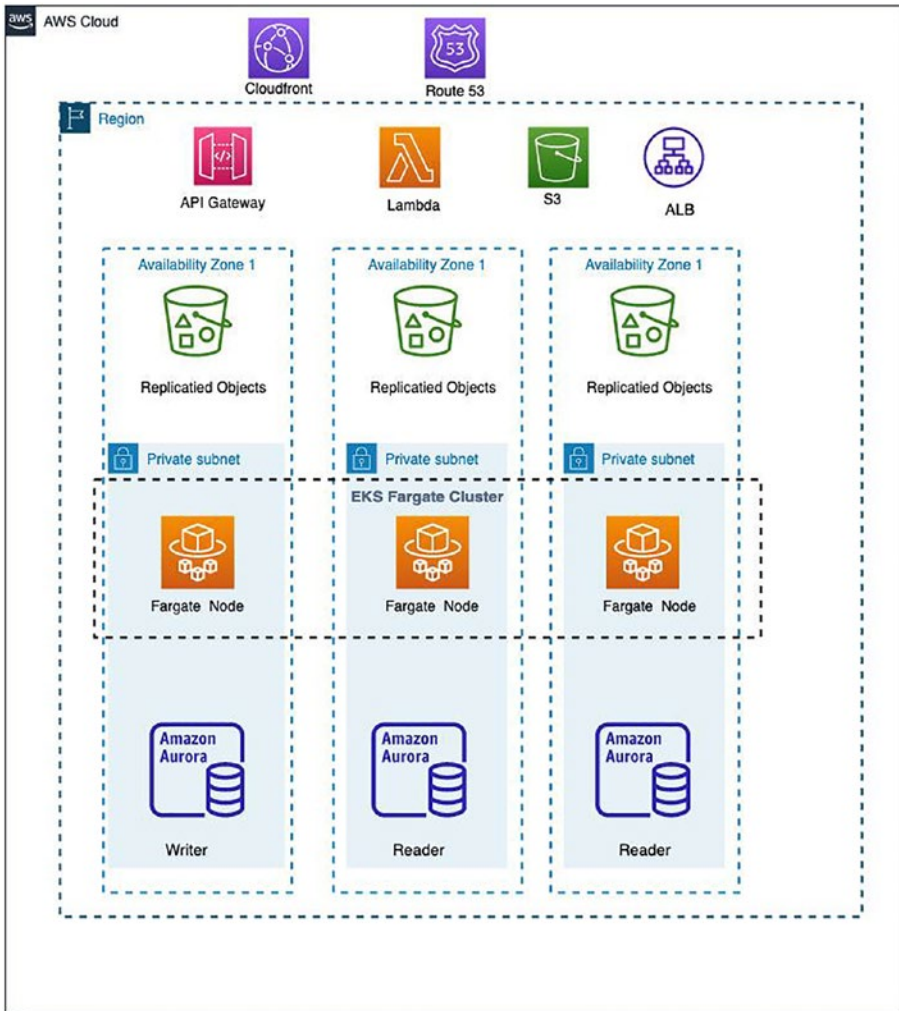 aws
AWS Cloud
53
Cloudfront
Route 53
Region
</>
API Gateway
Lambda
S3
ALB
Availability Zone 1
Availability Zone 1
Availability Zone 1
Replicatied Objects
Replicatied Objects
Replicatied Objects
Private subnet
Private subnet
Private subnet
EKS Fargate Cluster
Fargate Node
Fargate Node
Fargate Node
Amazon
Aurora
Amazon
Aurora
Amazon
Aurora
Writer
Reader
Reader